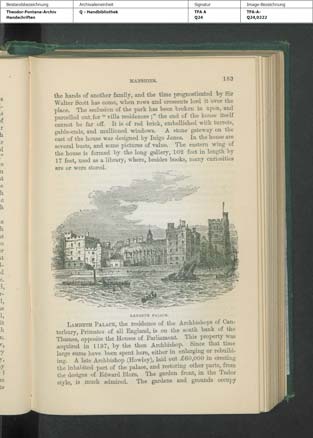 Bestandsbezeichnung Archivaleneinheit Signatur Image-Bezeichnung
Theodor-Fontane-Archiv Q - Handbibliothek TFA A TFA-A-
Handschriften Q24 Q24,0222
MANSIONS. 183
the hands of another family, and the time prognosticated by Sir
Walter Scott has come, when rows and crescents lord it over the
place. The seclusion of the park has been broken in upon, and
parcelled out for "villa residences;" the end of the house itself
cannot be far off. It is of red brick, embellished with turrets,
gable-ends, and mullioned windows. A stone gateway on the
east of the house was designed by Inigo Jones. In the house are
several busts, and some pictures of value. The eastern wing of
the house is formed by the long gallery, 102 feet in length by
17 feet, used as a library, where, besides books, many curiosities
are or were stored.
LAMBETH PALACE.
LAMBETH PALACE, the residence of the Archbishops of Can-
terbury, Primates of all England, is on the south bank of the
Thames, opposite the Houses of Parliament. This property was
acquired in 1197, by the then Archbishop. Since that time
large sums have been spent here, either in enlarging or rebuild-
ing. A late Archbishop (Howley), laid out £60,000 in erecting
the inhabited part of the palace, and restoring other parts, from
the designs of Edward Blore. The garden front, in the Tudor
style, is much admired. The gardens and grounds occupy